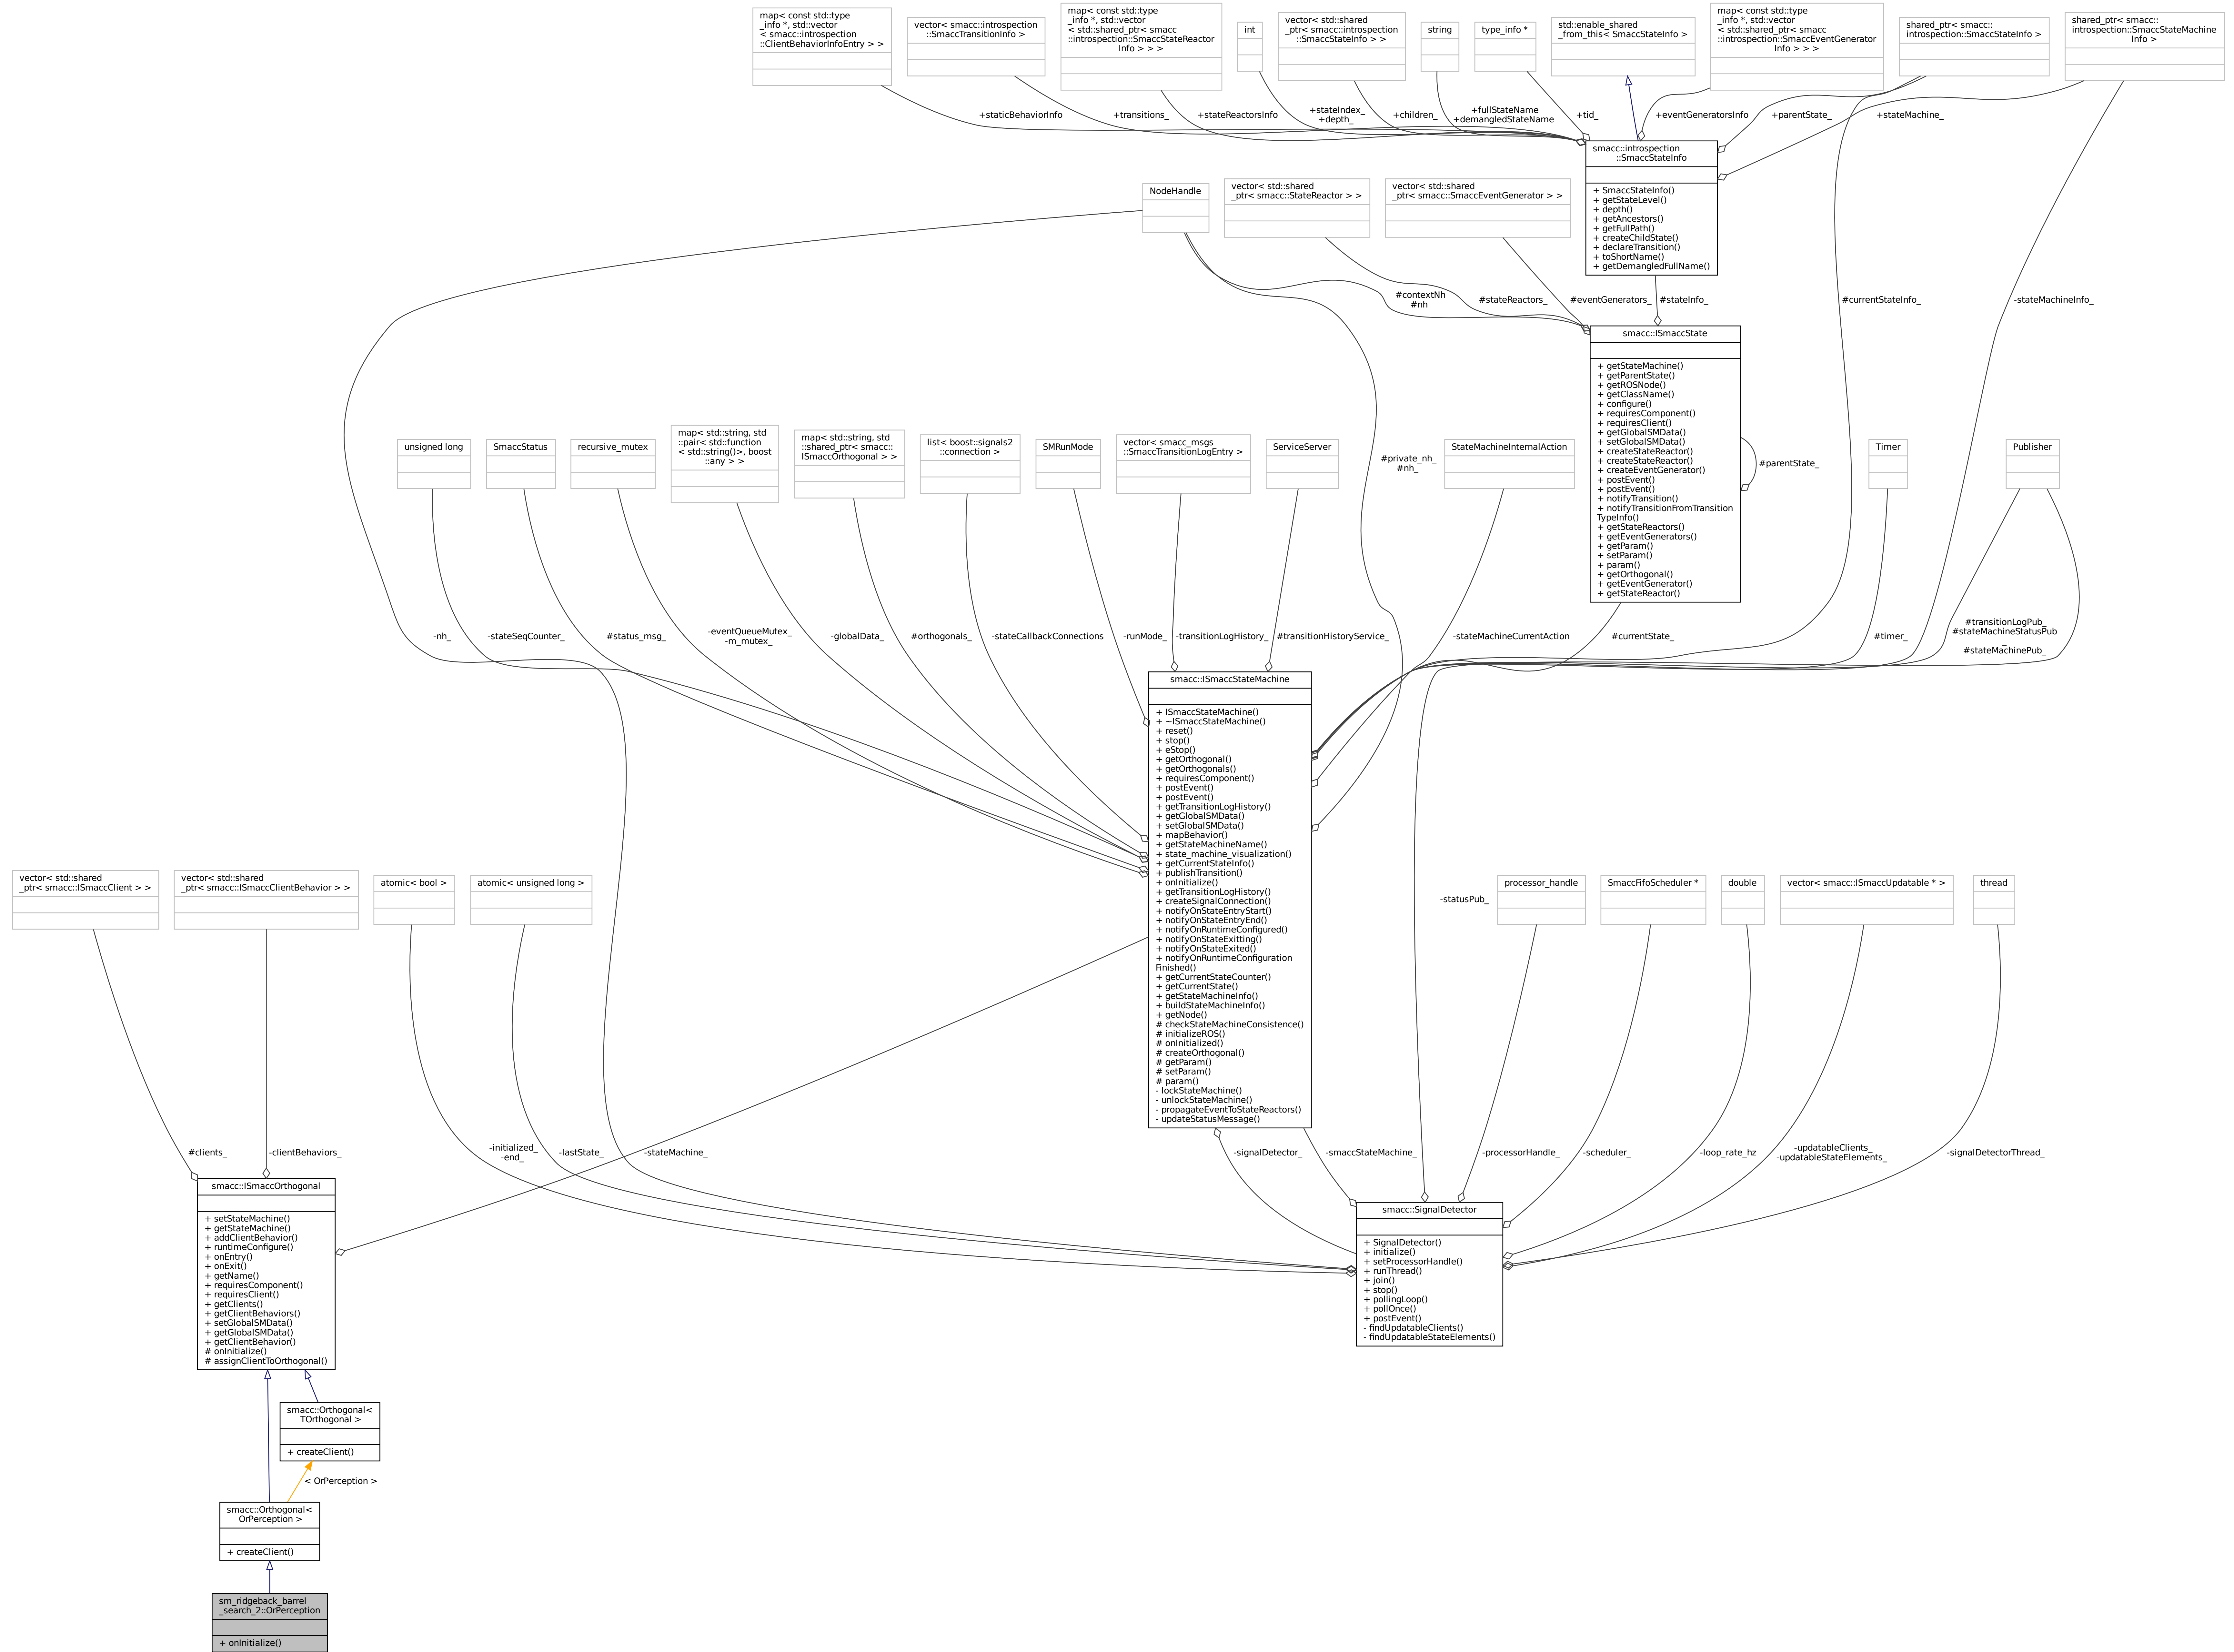 map< const std::type
_info *, std::vector
< smacc::introspection
::ClientBehaviorInfoEntry > >
vector< smacc::introspection
::SmaccTransitionInfo >
map< const std::type
_info *, std::vector
< std::shared_ptr< smacc
::introspection::SmaccStateReactor
Info > > >
int
vector< std::shared
_ptr< smacc::introspection
::SmaccStateInfo > >
string
type_info *
std::enable_shared
_from_this< SmaccStateInfo >
map< const std::type
_info *, std::vector
< std::shared_ptr< smacc
::introspection::SmaccEventGenerator
Info > > >
shared_ptr< smacc::
introspection::SmaccStateInfo >
shared_ptr< smacc::
introspection::SmaccStateMachine
Info >
+staticBehaviorInfo
+transitions_
+stateReactorsInfo
+stateIndex_
+depth_
+children_
+fullStateName
+demangledStateName
+tid_
+eventGeneratorsInfo
+parentState_
+stateMachine_
smacc::introspection
::SmaccStateInfo
+ SmaccStateInfo()
+ getStateLevel()
+ depth()
+ getAncestors()
+ getFullPath()
+ createChildState()
+ declareTransition()
+ toShortName()
+ getDemangledFullName()
NodeHandle
vector< std::shared
_ptr< smacc::StateReactor > >
vector< std::shared
_ptr< smacc::SmaccEventGenerator > >
#contextNh
#nh
#stateReactors_
#eventGenerators_
#stateInfo_
#currentStateInfo_
-stateMachineInfo_
smacc::ISmaccState
+ getStateMachine()
+ getParentState()
+ getROSNode()
+ getClassName()
+ configure()
+ requiresComponent()
+ requiresClient()
+ getGlobalSMData()
+ setGlobalSMData()
+ createStateReactor()
+ createStateReactor()
+ createEventGenerator()
+ postEvent()
+ postEvent()
+ notifyTransition()
+ notifyTransitionFromTransition
TypeInfo()
+ getStateReactors()
+ getEventGenerators()
+ getParam()
+ setParam()
+ param()
+ getOrthogonal()
+ getEventGenerator()
+ getStateReactor()
#parentState_
unsigned long
SmaccStatus
recursive_mutex
map< std::string, std
::pair< std::function
< std::string()>, boost
::any > >
map< std::string, std
::shared_ptr< smacc::
ISmaccOrthogonal > >
list< boost::signals2
::connection >
SMRunMode
vector< smacc_msgs
::SmaccTransitionLogEntry >
ServiceServer
#private_nh_
#nh_
StateMachineInternalAction
Timer
Publisher
-nh_
-stateSeqCounter_
#status_msg_
-eventQueueMutex_
-m_mutex_
-globalData_
#orthogonals_
-stateCallbackConnections
-runMode_
-transitionLogHistory_
#transitionHistoryService_
-stateMachineCurrentAction
#currentState_
#timer_
#transitionLogPub_
#stateMachineStatusPub
_
#stateMachinePub_
smacc::ISmaccStateMachine
+ ISmaccStateMachine()
+ ~ISmaccStateMachine()
+ reset()
+ stop()
+ eStop()
+ getOrthogonal()
+ getOrthogonals()
+ requiresComponent()
+ postEvent()
+ postEvent()
+ getTransitionLogHistory()
+ getGlobalSMData()
+ setGlobalSMData()
+ mapBehavior()
+ getStateMachineName()
+ state_machine_visualization()
+ getCurrentStateInfo()
+ publishTransition()
+ onInitialize()
+ getTransitionLogHistory()
+ createSignalConnection()
+ notifyOnStateEntryStart()
+ notifyOnStateEntryEnd()
+ notifyOnRuntimeConfigured()
+ notifyOnStateExitting()
+ notifyOnStateExited()
+ notifyOnRuntimeConfiguration
Finished()
+ getCurrentStateCounter()
+ getCurrentState()
+ getStateMachineInfo()
+ buildStateMachineInfo()
+ getNode()
# checkStateMachineConsistence()
# initializeROS()
# onInitialized()
# createOrthogonal()
# getParam()
# setParam()
# param()
- lockStateMachine()
- unlockStateMachine()
- propagateEventToStateReactors()
- updateStatusMessage()
vector< std::shared
_ptr< smacc::ISmaccClient > >
vector< std::shared
_ptr< smacc::ISmaccClientBehavior > >
atomic< bool >
atomic< unsigned long >
-statusPub_
processor_handle
SmaccFifoScheduler *
double
vector< smacc::ISmaccUpdatable * >
thread
#clients_
-clientBehaviors_
-initialized_
-end_
-lastState_
-stateMachine_
-signalDetector_
-smaccStateMachine_
-processorHandle_
-scheduler_
-loop_rate_hz
-updatableClients_
-updatableStateElements_
-signalDetectorThread_
smacc::ISmaccOrthogonal
+ setStateMachine()
+ getStateMachine()
+ addClientBehavior()
+ runtimeConfigure()
+ onEntry()
+ onExit()
+ getName()
+ requiresComponent()
+ requiresClient()
+ getClients()
+ getClientBehaviors()
+ setGlobalSMData()
+ getGlobalSMData()
+ getClientBehavior()
# onInitialize()
# assignClientToOrthogonal()
smacc::SignalDetector
+ SignalDetector()
+ initialize()
+ setProcessorHandle()
+ runThread()
+ join()
+ stop()
+ pollingLoop()
+ pollOnce()
+ postEvent()
- findUpdatableClients()
- findUpdatableStateElements()
smacc::Orthogonal<
TOrthogonal >
+ createClient()
< OrPerception >
smacc::Orthogonal<
OrPerception >
+ createClient()
sm_ridgeback_barrel
_search_2::OrPerception
+ onInitialize()